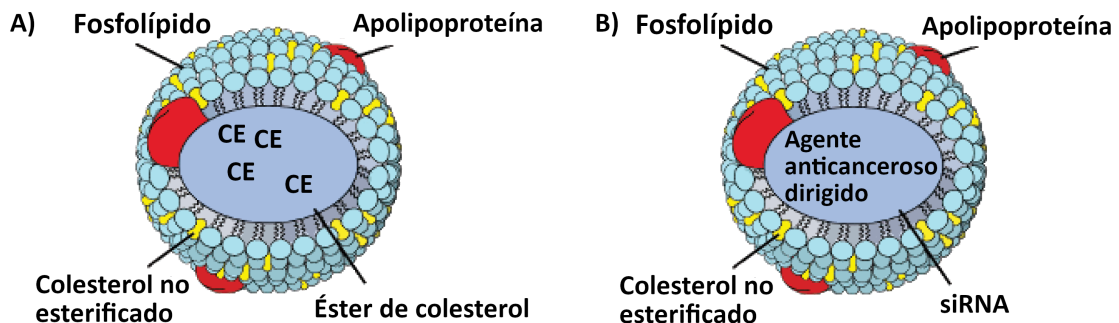 A)
Fosfolípido
Apolipoproteína
CE
CE
CE
CE
Colesterol no
esterificado
Éster de colesterol
B)
Fosfolípido
Apolipoproteína
Agente
anticanceroso
dirigido
Colesterol no
esterificado
siRNA